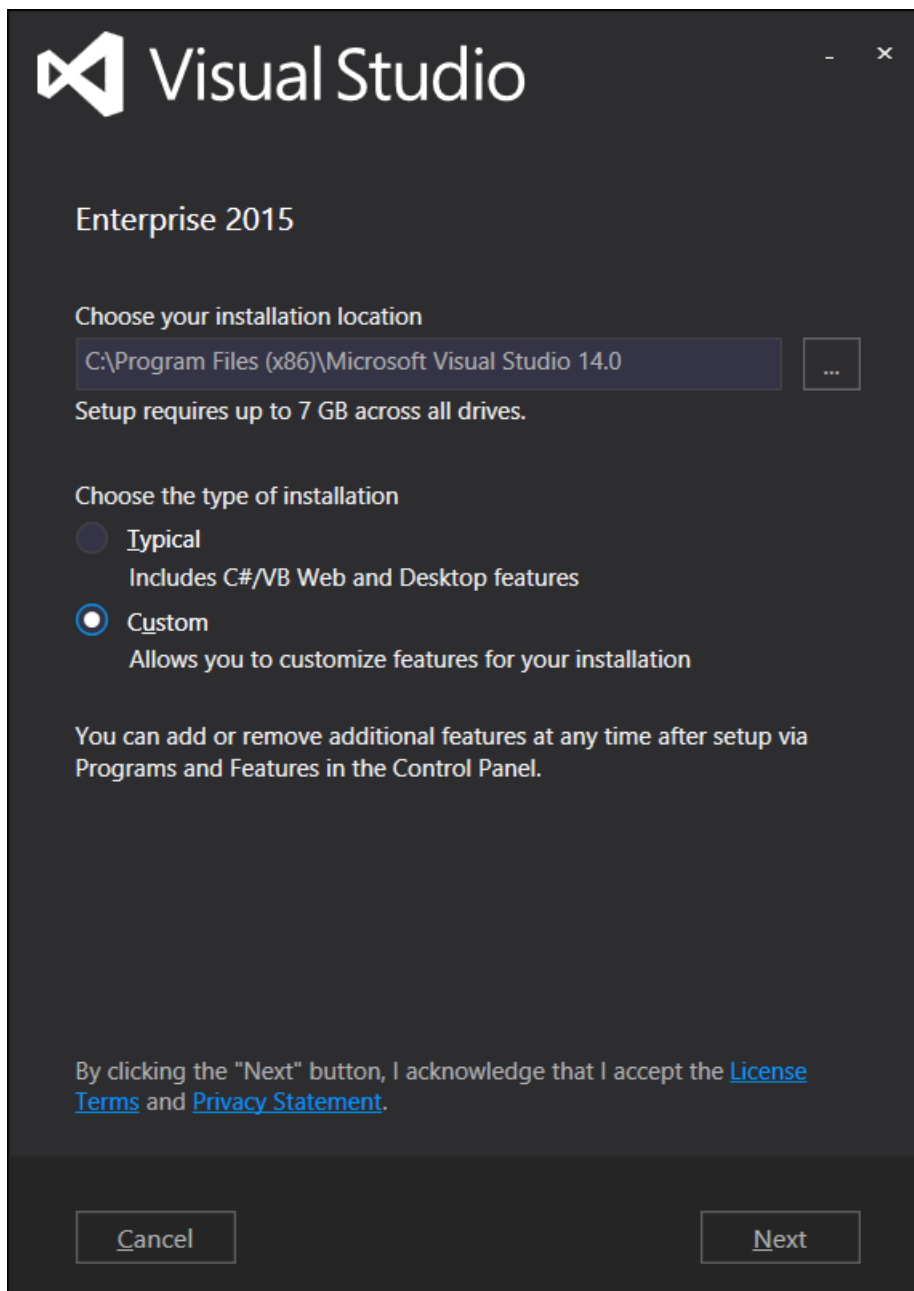 Visual Studio
Enterprise 2015
Choose your installation location
C:\Program Files (x86)\Microsoft Visual Studio 14.0
...
Setup requires up to 7 GB across all drives.
Choose the type of installation
Typical
Includes C#/VB Web and Desktop features
Custom
Allows you to customize features for your installation
You can add or remove additional features at any time after setup via
Programs and Features in the Control Panel.
By clicking the "Next" button, I acknowledge that I accept the License
Terms and Privacy Statement.
Cancel
Next